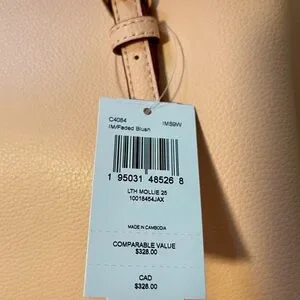 C4084 IMS9W
IM/Faded Blush
1 95031 48526 8
LTH MOLLIE 25
10018454JAX
MADE IN CAMBODIA
COMPARABLE VALUE
$328.00
CAD
$328.00